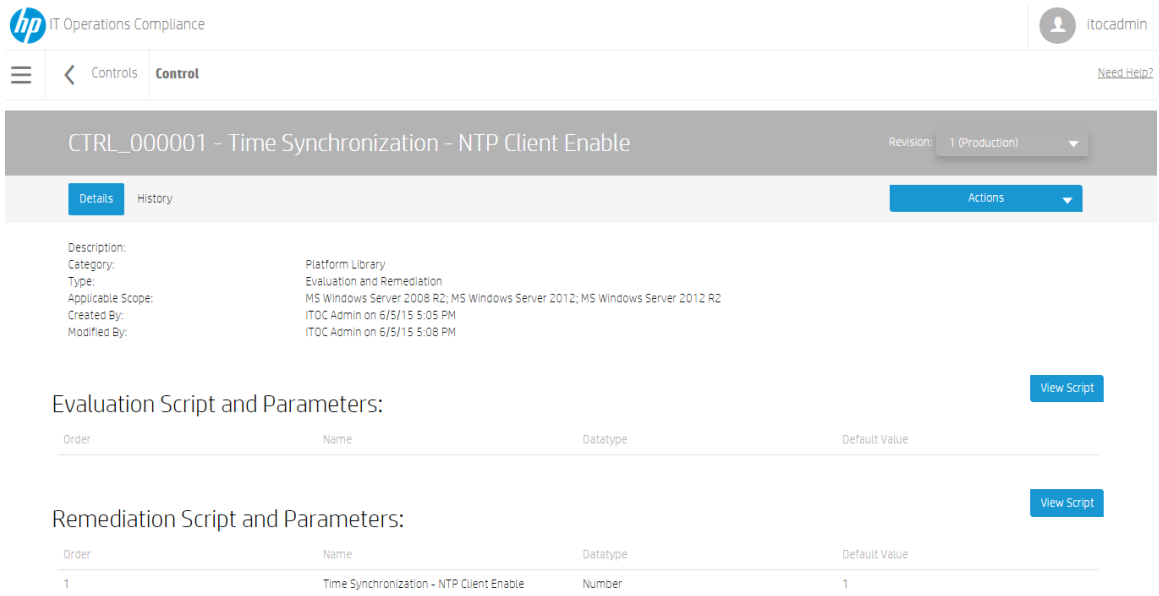 hp IT Operations Compliance itocadmin
Controls Control Need Help?
CTRL_000001 - Time Synchronization - NTP Client Enable Revision: 1 (Production)
Details History Actions
Description:
Category: Platform Library
Type: Evaluation and Remediation
Applicable Scope: MS Windows Server 2008 R2; MS Windows Server 2012; MS Windows Server 2012 R2
Created By: ITOC Admin on 6/5/15 5:05 PM
Modified By: ITOC Admin on 6/5/15 5:08 PM
View Script
Evaluation Script and Parameters:
Order Name Datatype Default Value
View Script
Remediation Script and Parameters:
Order Name Datatype Default Value
1 Time Synchronization - NTP Client Enable Number 1